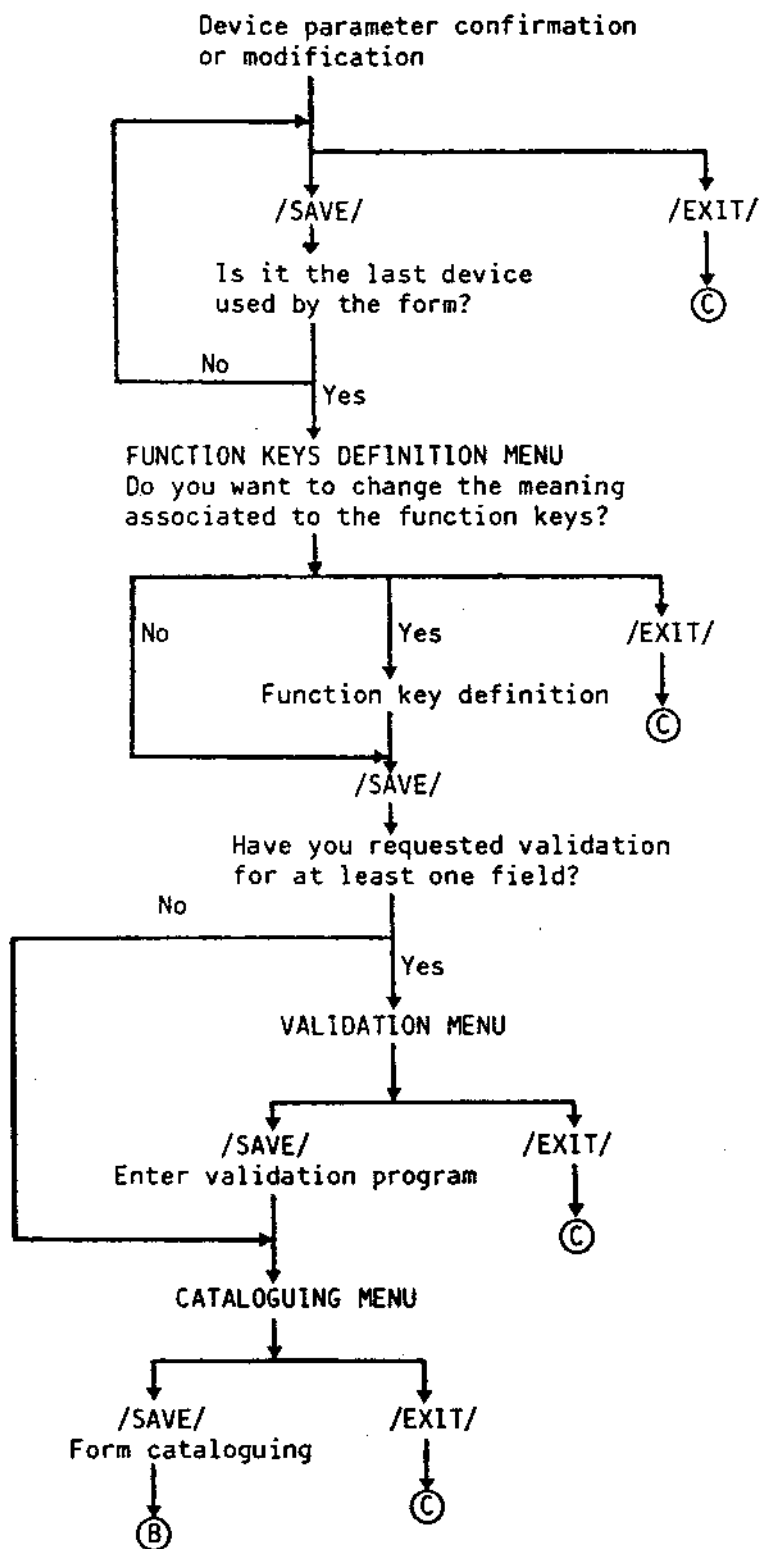 Device parameter confirmation
or modification
/SAVE/
/EXIT/
Is it the last device
used by the form?
C
No
Yes
FUNCTION KEYS DEFINITION MENU
Do you want to change the meaning
associated to the function keys?
No
Yes
/EXIT/
Function key definition
C
/SAVE/
Have you requested validation
for at least one field?
No
Yes
VALIDATION MENU
/SAVE/
/EXIT/
Enter validation program
C
CATALOGUING MENU
/SAVE/
/EXIT/
Form cataloguing
C
B